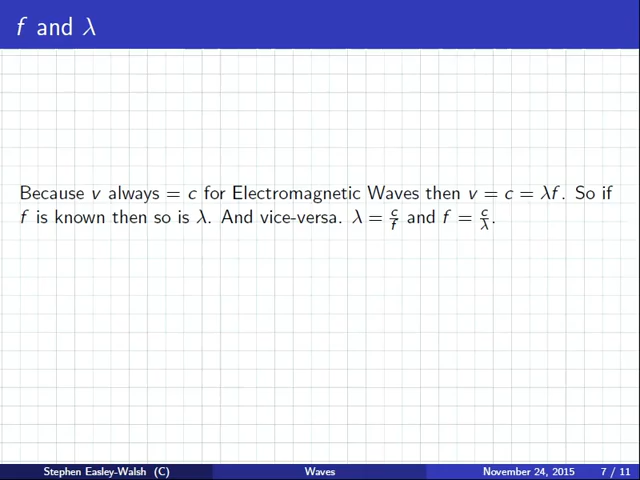 f and λ
Because v always = c for Electromagnetic Waves then v = c = λf. So if
f is known then so is λ. And vice-versa. λ = c/f and f = c/λ.
Stephen Easley-Walsh (C) Waves November 24, 2015 7 / 11